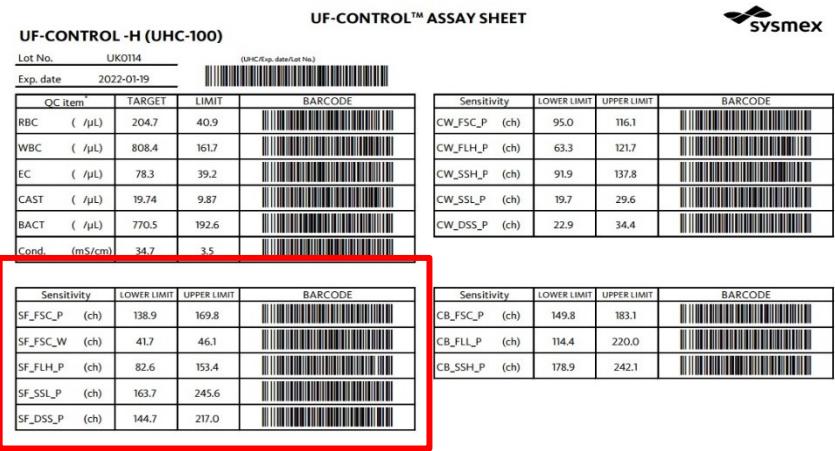 UF-CONTROL™ ASSAY SHEET
sysmex
UF-CONTROL -H (UHC-100)
Lot No. UK0114
(UHC/Exp. date/Lot No.)
Exp. date 2022-01-19
QC item* TARGET LIMIT BARCODE
RBC ( /µL) 204.7 40.9
WBC ( /µL) 808.4 161.7
EC ( /µL) 78.3 39.2
CAST ( /µL) 19.74 9.87
BACT ( /µL) 770.5 192.6
Cond. (mS/cm) 34.7 3.5
Sensitivity LOWER LIMIT UPPER LIMIT BARCODE
CW_FSC_P (ch) 95.0 116.1
CW_FLH_P (ch) 63.3 121.7
CW_SSH_P (ch) 91.9 137.8
CW_SSL_P (ch) 19.7 29.6
CW_DSS_P (ch) 22.9 34.4
Sensitivity LOWER LIMIT UPPER LIMIT BARCODE
SF_FSC_P (ch) 138.9 169.8
SF_FSC_W (ch) 41.7 46.1
SF_FLH_P (ch) 82.6 153.4
SF_SSL_P (ch) 163.7 245.6
SF_DSS_P (ch) 144.7 217.0
Sensitivity LOWER LIMIT UPPER LIMIT BARCODE
CB_FSC_P (ch) 149.8 183.1
CB_FLL_P (ch) 114.4 220.0
CB_SSH_P (ch) 178.9 242.1